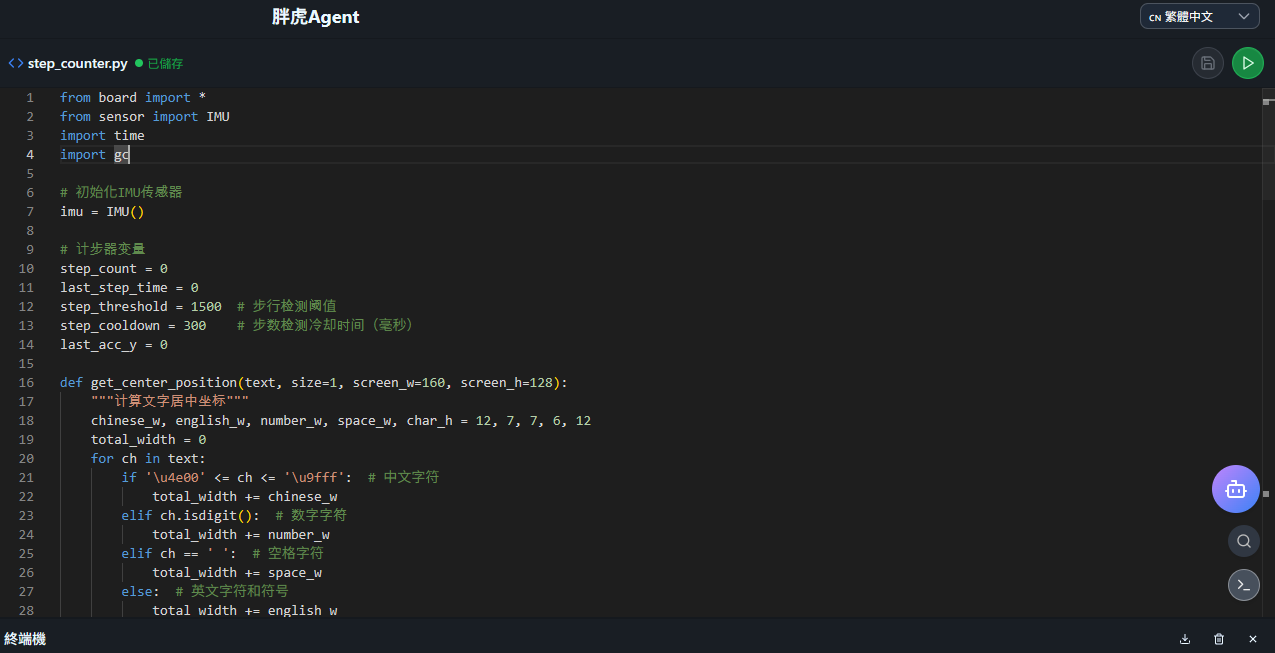 胖虎Agent
CN 繁體中文
step_counter.py 已儲存
1 from board import *
2 from sensor import IMU
3 import time
4 import gc
5
6 # 初始化IMU传感器
7 imu = IMU()
8
9 # 计步器变量
10 step_count = 0
11 last_step_time = 0
12 step_threshold = 1500  # 步行检测阈值
13 step_cooldown = 300    # 步数检测冷却时间（毫秒）
14 last_acc_y = 0
15
16 def get_center_position(text, size=1, screen_w=160, screen_h=128):
17     """计算文字居中坐标"""
18     chinese_w, english_w, number_w, space_w, char_h = 12, 7, 7, 6, 12
19     total_width = 0
20     for ch in text:
21         if '\u4e00' <= ch <= '\u9fff':  # 中文字符
22             total_width += chinese_w
23         elif ch.isdigit():  # 数字字符
24             total_width += number_w
25         elif ch == ' ':  # 空格字符
26             total_width += space_w
27         else:  # 英文字符和符号
28             total_width += english_w
終端機